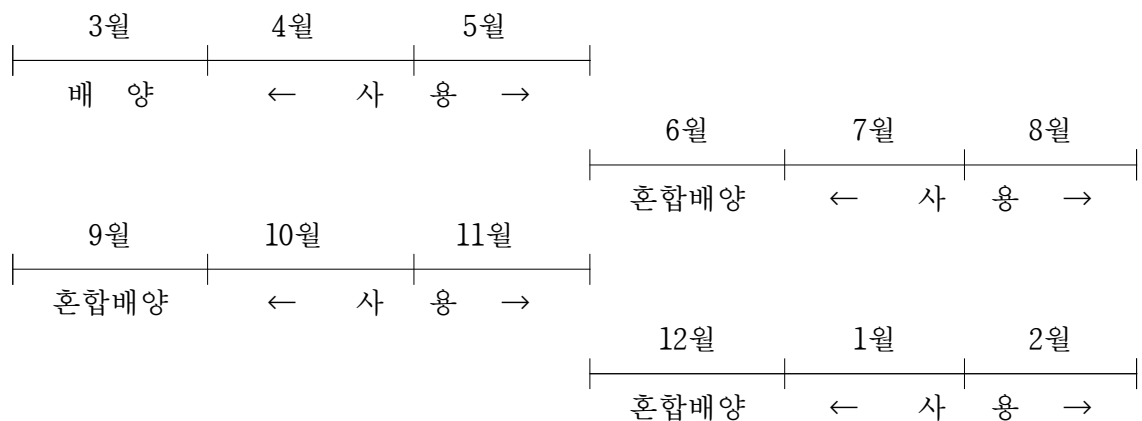 3월 4월 5월
배 양 ← 사 용 →
6월 7월 8월
혼합배양 ← 사 용 →
9월 10월 11월
혼합배양 ← 사 용 →
12월 1월 2월
혼합배양 ← 사 용 →